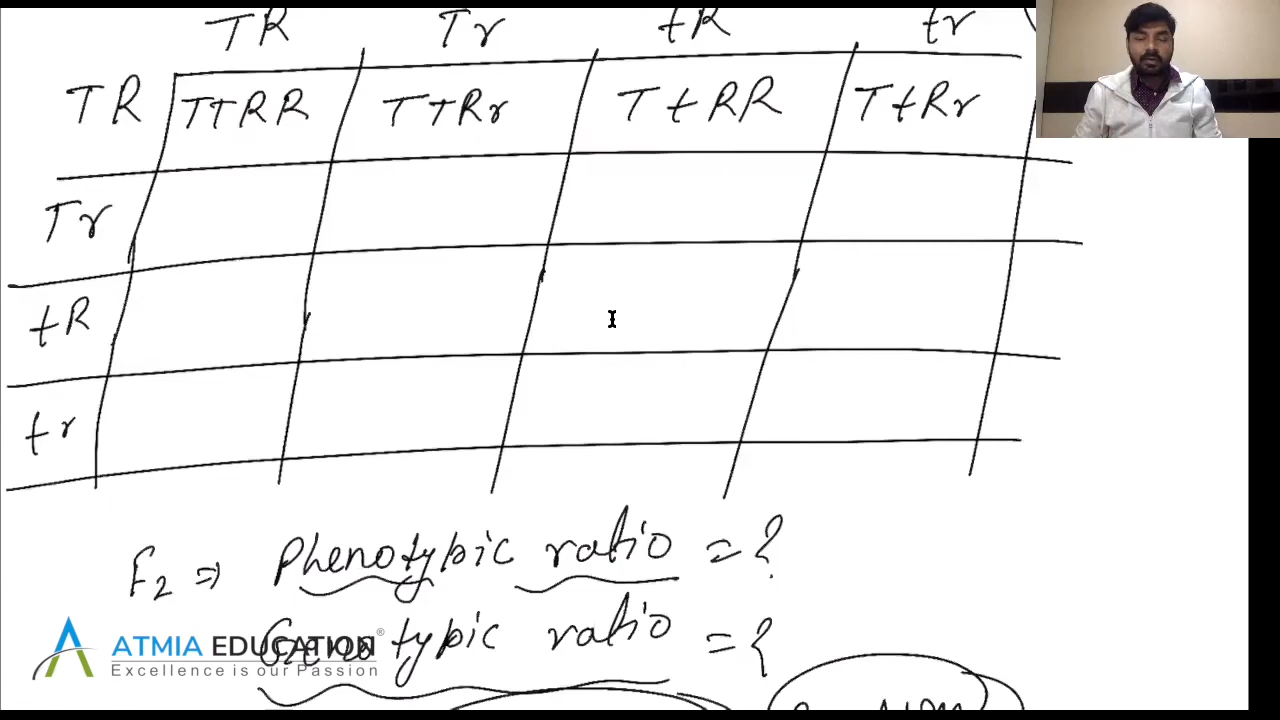 TR Tr tR tr
TR TTRR TTRr TtRR TtRr
Tr
tR
tr
F2 ⇒ Phenotypic ratio = ?
Genotypic ratio = ?
ATMIA EDUCATION®
Excellence is our Passion